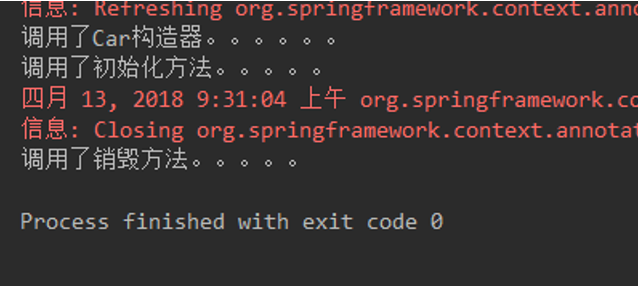 信息: Refreshing org.springframework.context.anno
调用了Car构造器。。。。。。
调用了初始化方法。。。。。
四月 13, 2018 9:31:04 上午 org.springframework.co
信息: Closing org.springframework.context.annotat
调用了销毁方法。。。。。
Process finished with exit code 0